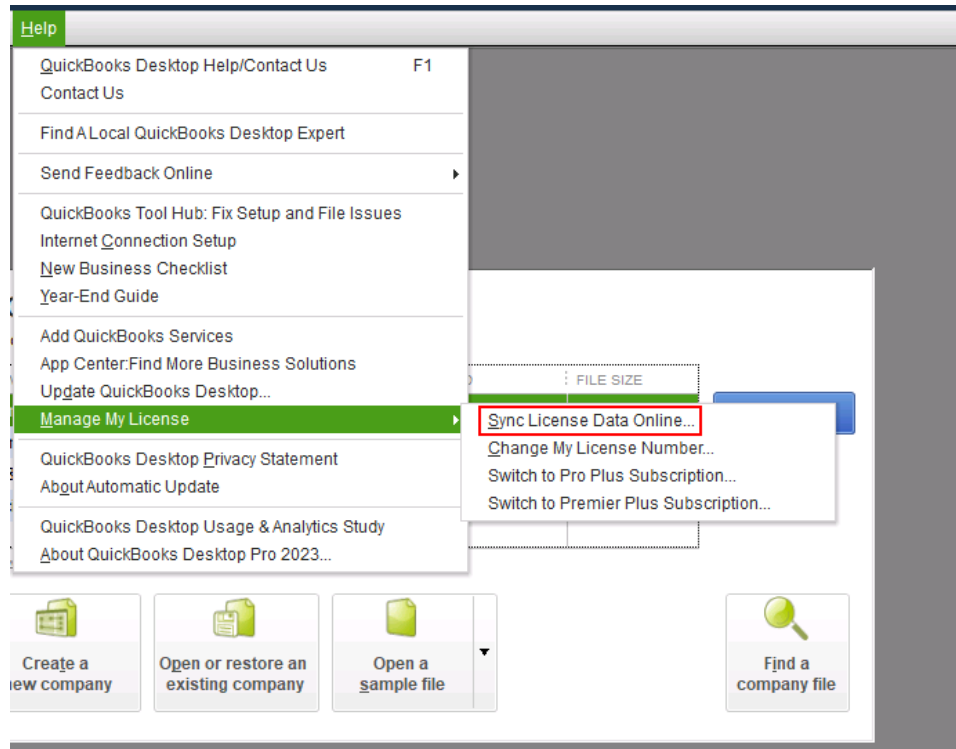 Help
QuickBooks Desktop Help/Contact Us F1
Contact Us
Find A Local QuickBooks Desktop Expert
Send Feedback Online
QuickBooks Tool Hub: Fix Setup and File Issues
Internet Connection Setup
New Business Checklist
Year-End Guide
Add QuickBooks Services
App Center:Find More Business Solutions
Update QuickBooks Desktop...
Manage My License
QuickBooks Desktop Privacy Statement
About Automatic Update
QuickBooks Desktop Usage & Analytics Study
About QuickBooks Desktop Pro 2023...
FILE SIZE
Sync License Data Online...
Change My License Number...
Switch to Pro Plus Subscription...
Switch to Premier Plus Subscription...
Create a
new company
Open or restore an
existing company
Open a
sample file
Find a
company file